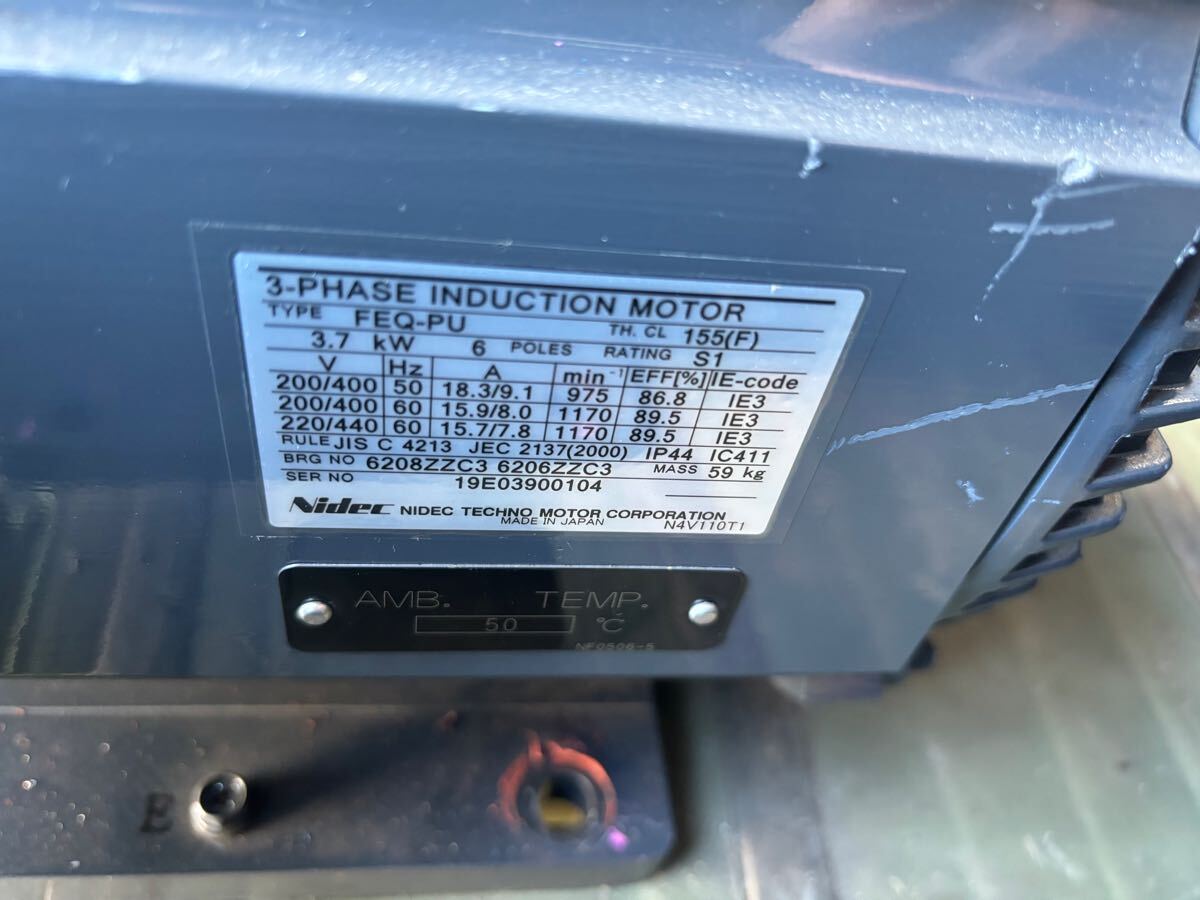 3-PHASE INDUCTION MOTOR
TYPE FEQ-PU TH. CL 155(F)
3.7 kW 6 POLES RATING S1
V Hz A min⁻¹ EFF[%] IE-code
200/400 50 18.3/9.1 975 86.8 IE3
200/400 60 15.9/8.0 1170 89.5 IE3
220/440 60 15.7/7.8 1170 89.5 IE3
RULE JIS C 4213 JEC 2137(2000) IP44 IC411
BRG NO 6208ZZC3 6206ZZC3 MASS 59 kg
SER NO 19E03900104
Nidec NIDEC TECHNO MOTOR CORPORATION
MADE IN JAPAN N4V110T1
AMB. TEMP.
50 °C
NF0506-5
E